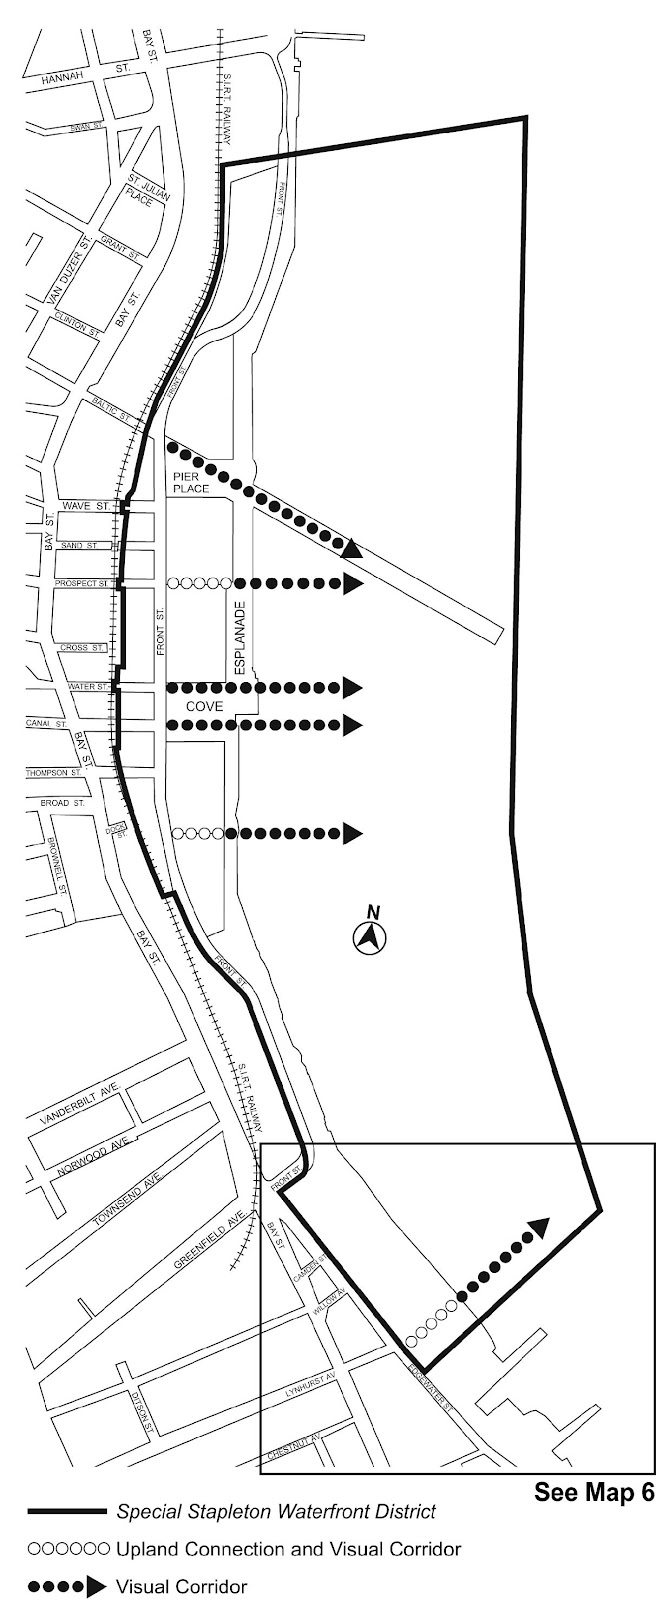 BAY ST.
HANNAH ST.
S.I.R.T. RAILWAY
SWAN ST.
ST. JULIAN
PLACE
FRONT ST.
GRANT ST.
VAN DUZER ST.
BAY ST.
CLINTON ST.
FRONT ST.
BALTIC ST.
PIER
PLACE
WAVE ST.
BAY ST.
SAND ST.
PROSPECT ST.
FRONT ST.
ESPLANADE
CROSS ST.
WATER ST.
COVE
CANAL ST.
BAY ST.
THOMPSON ST.
BROAD ST.
DOCK
ST.
BROWNELL ST.
N
BAY ST.
FRONT ST.
S.I.R.T. RAILWAY
VANDERBILT AVE.
NORWOOD AVE.
FRONT ST.
TOWNSEND AVE.
GREENFIELD AVE.
BAY ST
CAMDEN ST
WILLOW AV
LYNHURST AV
EDGEWATER ST.
DITSON ST
CHESTNUT AV
See Map 6
Special Stapleton Waterfront District
Upland Connection and Visual Corridor
Visual Corridor